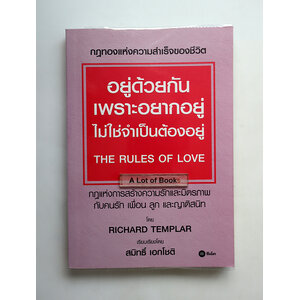 กฎทองแห่งความสำเร็จของชีวิต
อยู่ด้วยกัน
เพราะอยากอยู่
ไม่ใช่จำเป็นต้องอยู่
THE RULES OF LOVE
A Lot of Books
กฎแห่งการสร้างความรักและมิตรภาพ
กับคนรัก เพื่อน ลูก และญาติสนิท
โดย
RICHARD TEMPLAR
เรียบเรียงโดย
สมิทธิ์ เอกโชติ